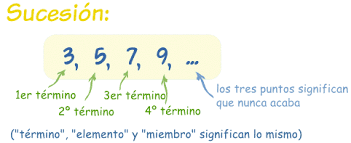 Sucesión:
3, 5, 7, 9, ...
1er término
2º término
3er término
4º término
los tres puntos significan
que nunca acaba
("término", "elemento" y "miembro" significan lo mismo)